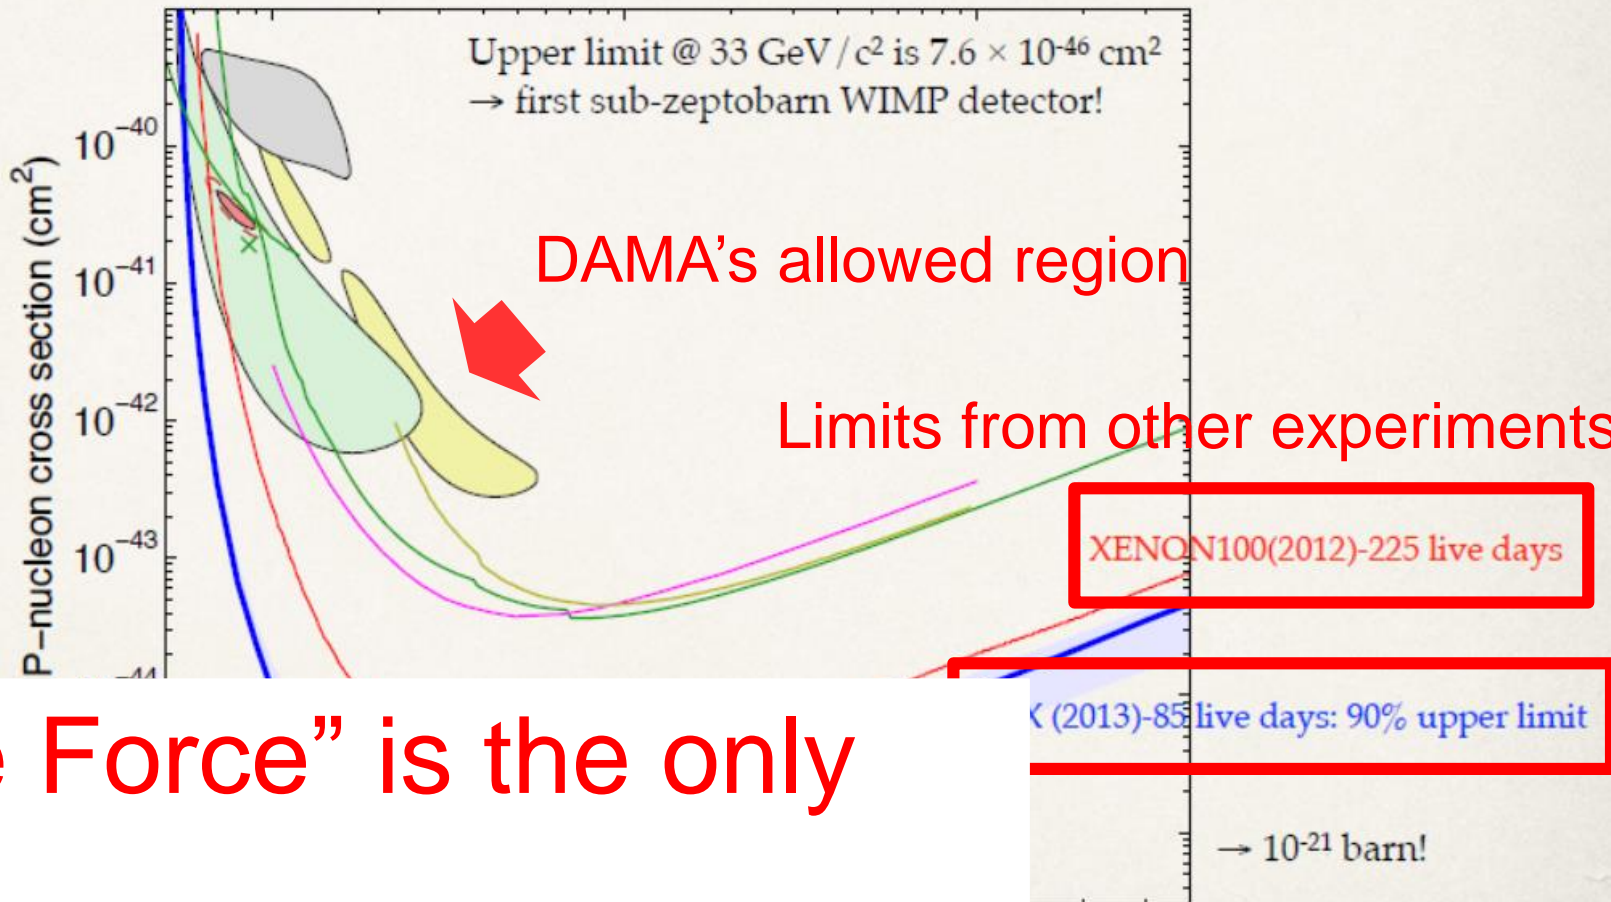 Upper limit @ 33 GeV/c² is 7.6 × 10⁻⁴⁶ cm²
→ first sub-zeptobarn WIMP detector!
10⁻⁴⁰
DAMA’s allowed region
10⁻⁴¹
P−nucleon cross section (cm²)
10⁻⁴²
Limits from other experiments
10⁻⁴³
XENON100(2012)-225 live days
X (2013)-85 live days: 90% upper limit
Force” is the only
→ 10⁻²¹ barn!